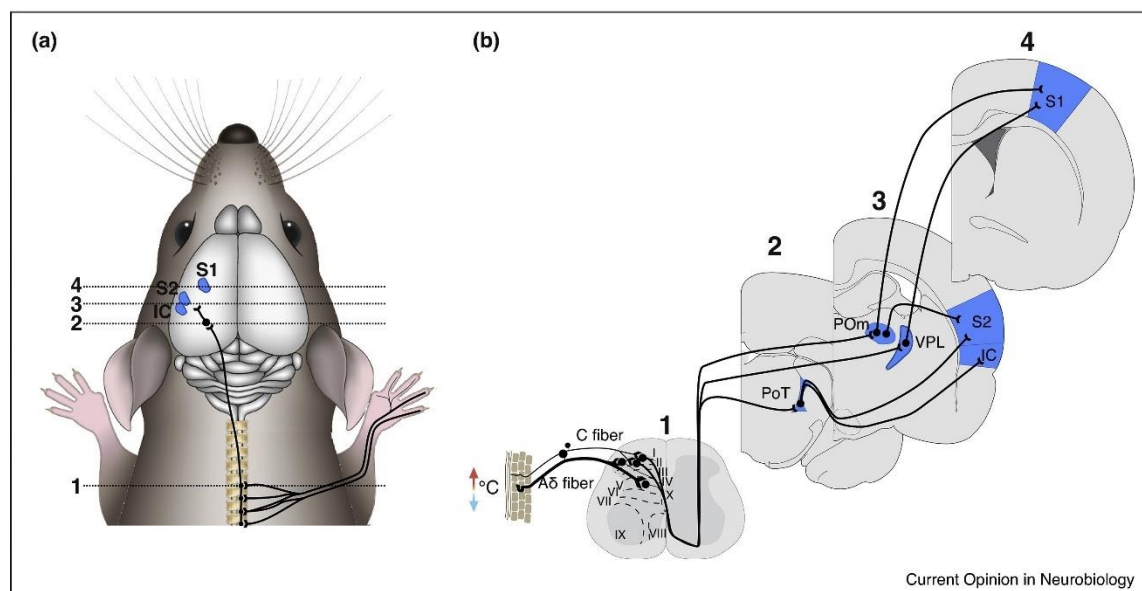 (a)
S1
4
S2
3
IC
2
1
(b)
4
S1
3
2
POm
S2
VPL
IC
PoT
1
C fiber
°C
Aδ fiber
I
II
III
IV
V
VI
X
VII
IX
VIII
Current Opinion in Neurobiology